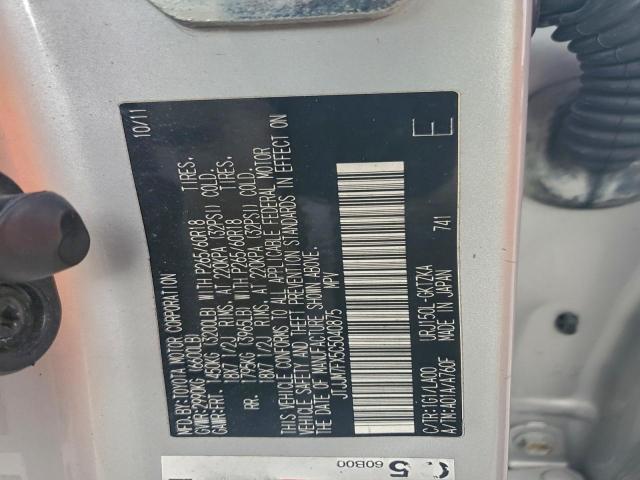 MFD.BY:TOYOTA MOTOR CORPORATION 10/11
GVWR:2990KG (6600LB)
GAWR:FRT. 1450KG (3200LB) WITH P265/60R18 TIRES.
18X7 1/2J RIMS, AT 220KPA (32PSI) COLD.
RR. 1795KG (3965LB) WITH P265/60R18 TIRES.
18X7 1/2J RIMS, AT 220KPA (32PSI) COLD.
THIS VEHICLE CONFORMS TO ALL APPLICABLE FEDERAL MOTOR
VEHICLE SAFETY AND THEFT PREVENTION STANDARDS IN EFFECT ON
THE DATE OF MANUFACTURE SHOWN ABOVE.
JTJJM7FX5C5040875 MPV
C/TR:1G1/LA00 URJ150L-GKTZKA
A/TM:A01A/A760F MADE IN JAPAN 741
E
5
60B00